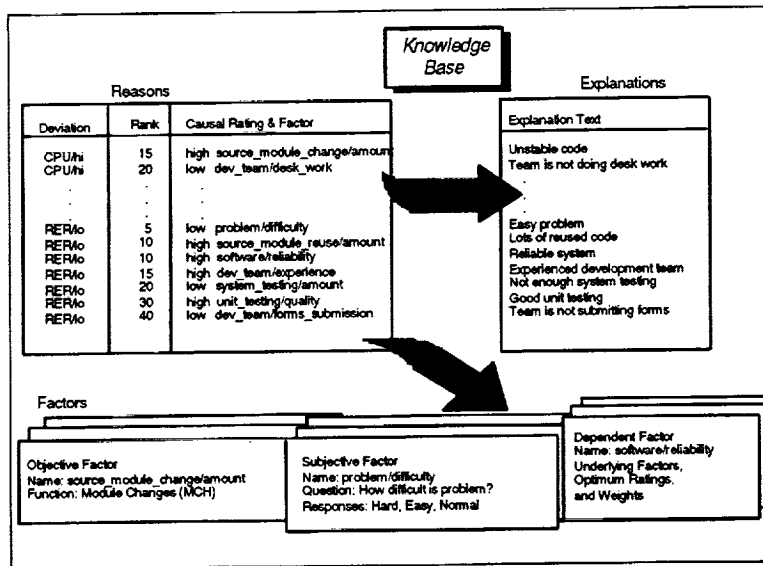 Knowledge
Base
Reasons
Explanations
Deviation Rank Causal Rating & Factor
CPU/hi 15 high source_module_change/amount
CPU/hi 20 low dev_team/desk_work
. . .
. . .
. . .
RER/lo 5 low problem/difficulty
RER/lo 10 high source_module_reuse/amount
RER/lo 10 high software/reliability
RER/lo 15 high dev_team/experience
RER/lo 20 low system_testing/amount
RER/lo 30 high unit_testing/quality
RER/lo 40 low dev_team/forms_submission
Explanation Text
Unstable code
Team is not doing desk work
.
.
.
Easy problem
Lots of reused code
Reliable system
Experienced development team
Not enough system testing
Good unit testing
Team is not submitting forms
Factors
Objective Factor
Name: source_module_change/amount
Function: Module Changes (MCH)
Subjective Factor
Name: problem/difficulty
Question: How difficult is problem?
Responses: Hard, Easy, Normal
Dependent Factor
Name: software/reliability
Underlying Factors,
Optimum Ratings,
and Weights